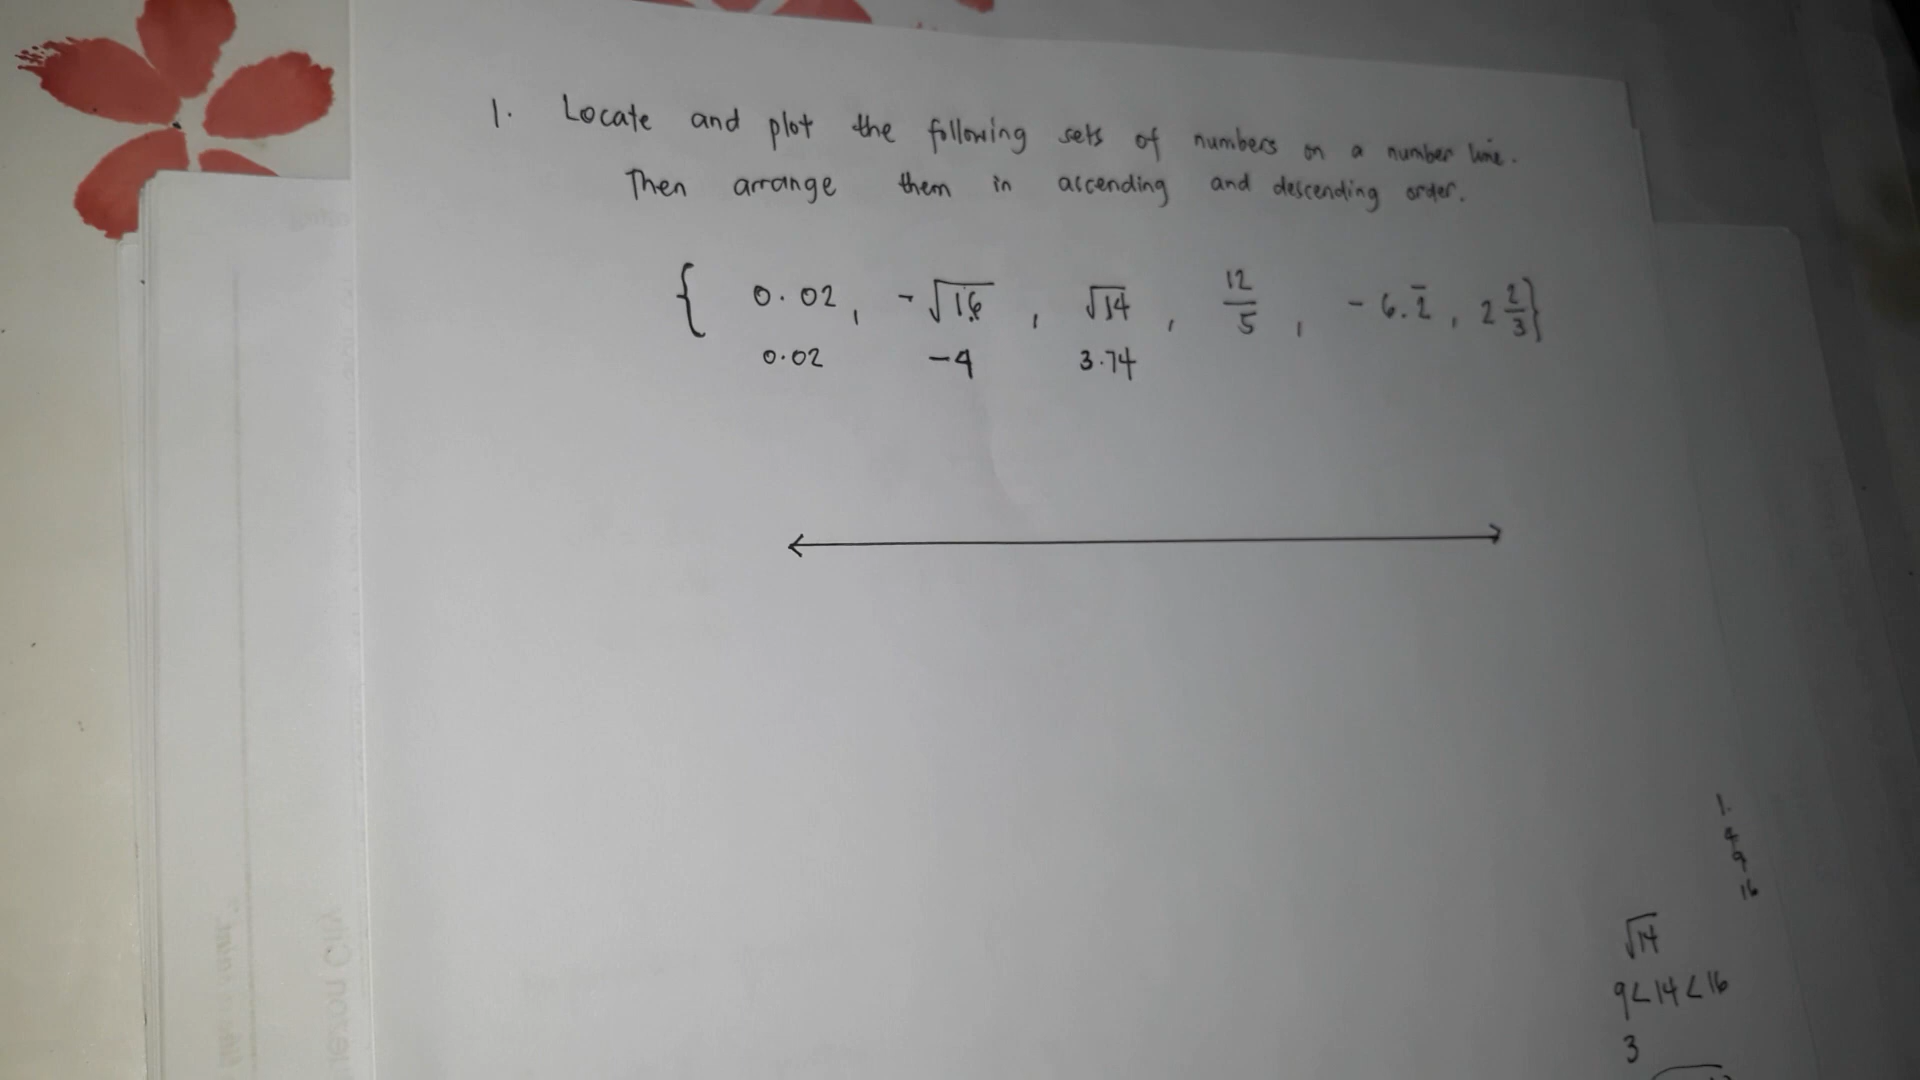 1. Locate and plot the following sets of numbers on a number line.
Then arrange them in ascending and descending order.
{ 0.02, -√16, √14, 12/5, -6.2̅, 2 2/3 }
0.02 -4 3.74
1.
4
9
16
√14
9<14<16
3